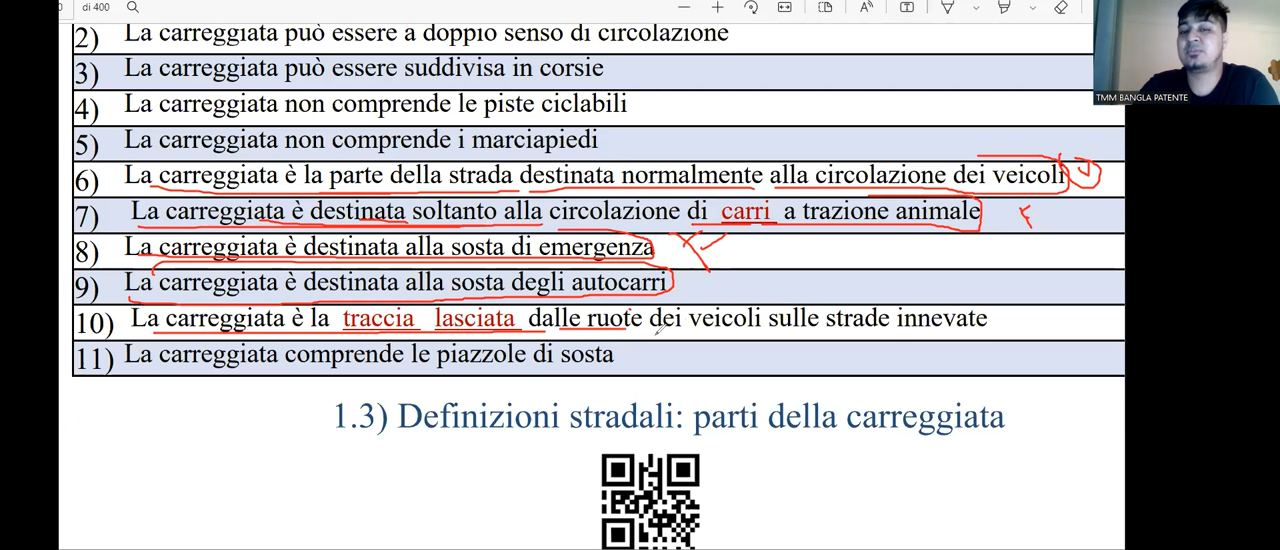 di 400
2) La carreggiata può essere a doppio senso di circolazione
3) La carreggiata può essere suddivisa in corsie
4) La carreggiata non comprende le piste ciclabili
5) La carreggiata non comprende i marciapiedi
6) La carreggiata è la parte della strada destinata normalmente alla circolazione dei veicoli V
7) La carreggiata è destinata soltanto alla circolazione di carri a trazione animale F
8) La carreggiata è destinata alla sosta di emergenza
9) La carreggiata è destinata alla sosta degli autocarri
10) La carreggiata è la traccia lasciata dalle ruote dei veicoli sulle strade innevate
11) La carreggiata comprende le piazzole di sosta
1.3) Definizioni stradali: parti della carreggiata
TMM BANGLA PATENTE